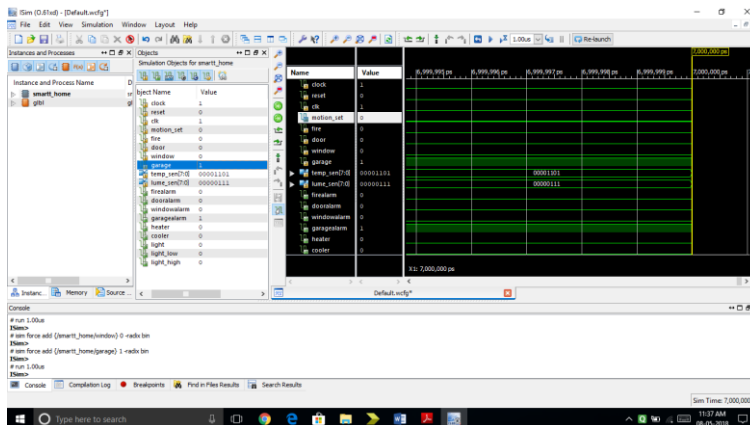 iSim (O.61xd) - [Default.wcfg*]
File Edit View Simulation Window Layout Help
1.00us Re-launch
Instances and Processes
Instance and Process Name
smartt_home
glbl
Instanc... Memory Source ...
Objects
Simulation Objects for smartt_home
bject Name Value
clock 1
reset 0
clk 1
motion_set 0
fire 0
door 0
window 0
garage 1
temp_sen[7:0] 00001101
lume_sen[7:0] 00000111
firealarm 0
dooralarm 0
windowalarm 0
garagealarm 1
heater 0
cooler 0
light 0
light_low 0
light_high 0
Name Value
clock 1
reset 0
clk 1
motion_set 0
fire 0
door 0
window 0
garage 1
temp_sen[7:0] 00001101
lume_sen[7:0] 00000111
firealarm 0
dooralarm 0
windowalarm 0
garagealarm 1
heater 0
cooler 0
7,000,000 ps
6,999,995 ps 6,999,996 ps 6,999,997 ps 6,999,998 ps 6,999,999 ps 7,000,000 ps
00001101
00000111
X1: 7,000,000 ps
Default.wcfg*
Console
# run 1.00us
ISim>
# isim force add {/smartt_home/window} 0 -radix bin
ISim>
# isim force add {/smartt_home/garage} 1 -radix bin
ISim>
# run 1.00us
ISim>
Console Compilation Log Breakpoints Find in Files Results Search Results
Sim Time: 7,000,000
Type here to search
11:37 AM
08-05-2018